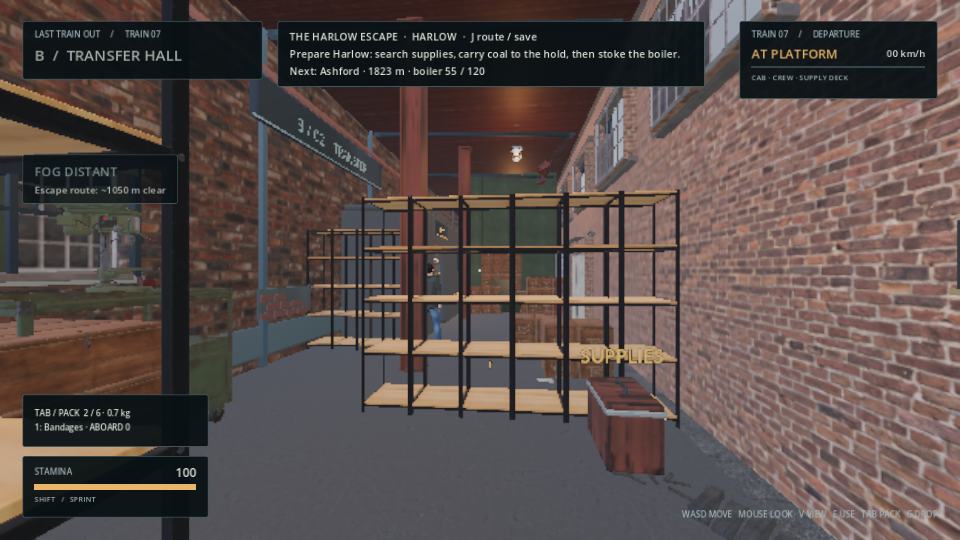 LAST TRAIN OUT / TRAIN 07
B / TRANSFER HALL
THE HARLOW ESCAPE · HARLOW · J route / save
Prepare Harlow: search supplies, carry coal to the hold, then stoke the boiler.
Next: Ashford · 1823 m · boiler 55 / 120
TRAIN 07 / DEPARTURE
AT PLATFORM 00 km/h
CAB · CREW · SUPPLY DECK
FOG DISTANT
Escape route: ~1050 m clear
SUPPLIES
TAB / PACK 2 / 6 · 0.7 kg
1: Bandages · ABOARD 0
STAMINA 100
SHIFT / SPRINT
WASD MOVE MOUSE LOOK V VIEW E USE TAB PACK G DROP